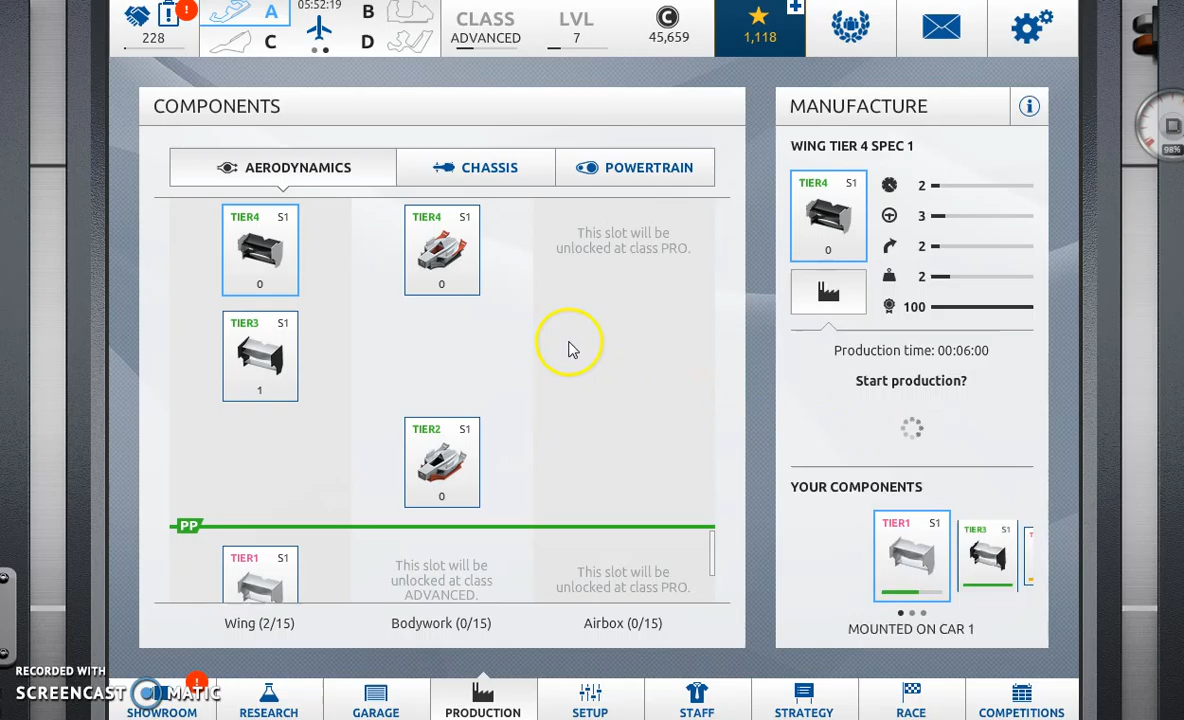 228
A
C
05:52:19
B
D
CLASS
ADVANCED
LVL
7
C
45,659
1,118
COMPONENTS
AERODYNAMICS
CHASSIS
POWERTRAIN
TIER4 S1
0
TIER4 S1
0
This slot will be
unlocked at class PRO.
TIER3 S1
1
TIER2 S1
0
PP
TIER1 S1
This slot will be
unlocked at class
ADVANCED.
This slot will be
unlocked at class PRO.
Wing (2/15)
Bodywork (0/15)
Airbox (0/15)
MANUFACTURE
WING TIER 4 SPEC 1
TIER4 S1
0
2
3
2
2
100
Production time: 00:06:00
Start production?
YOUR COMPONENTS
TIER1 S1
TIER3 S1
MOUNTED ON CAR 1
98%
RECORDED WITH
SCREENCAST MATIC
SHOWROOM
RESEARCH
GARAGE
PRODUCTION
SETUP
STAFF
STRATEGY
RACE
COMPETITIONS